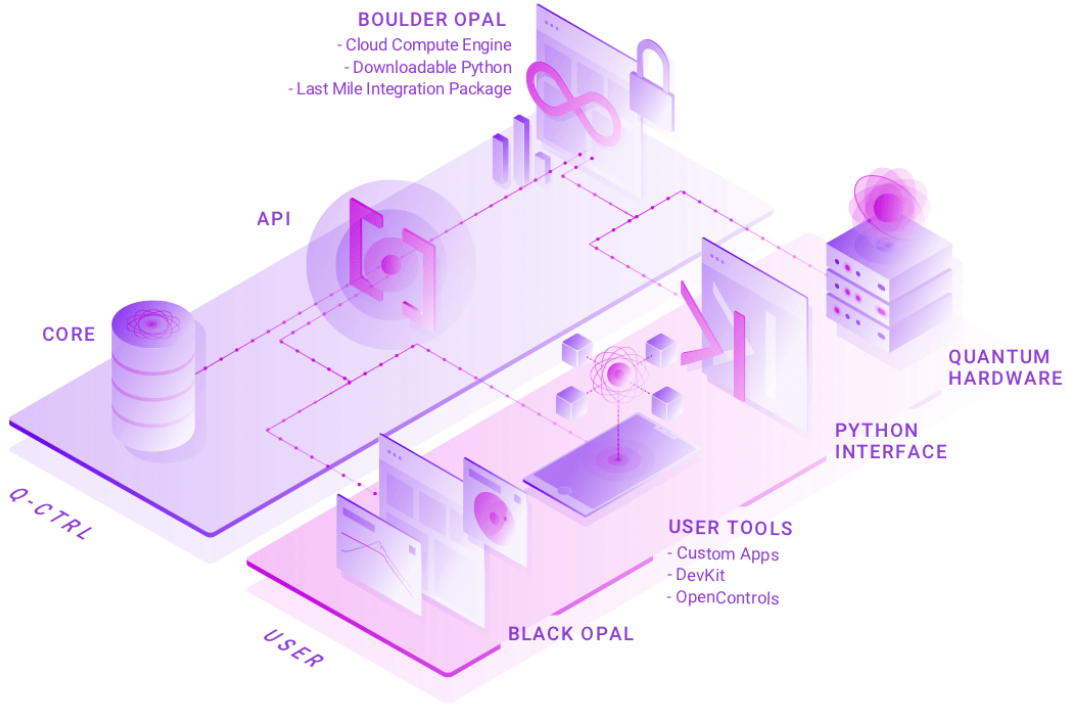 BOULDER OPAL
- Cloud Compute Engine
- Downloadable Python
- Last Mile Integration Package
API
CORE
QUANTUM
HARDWARE
PYTHON
INTERFACE
Q-CTRL
USER TOOLS
- Custom Apps
- DevKit
- OpenControls
BLACK OPAL
USER